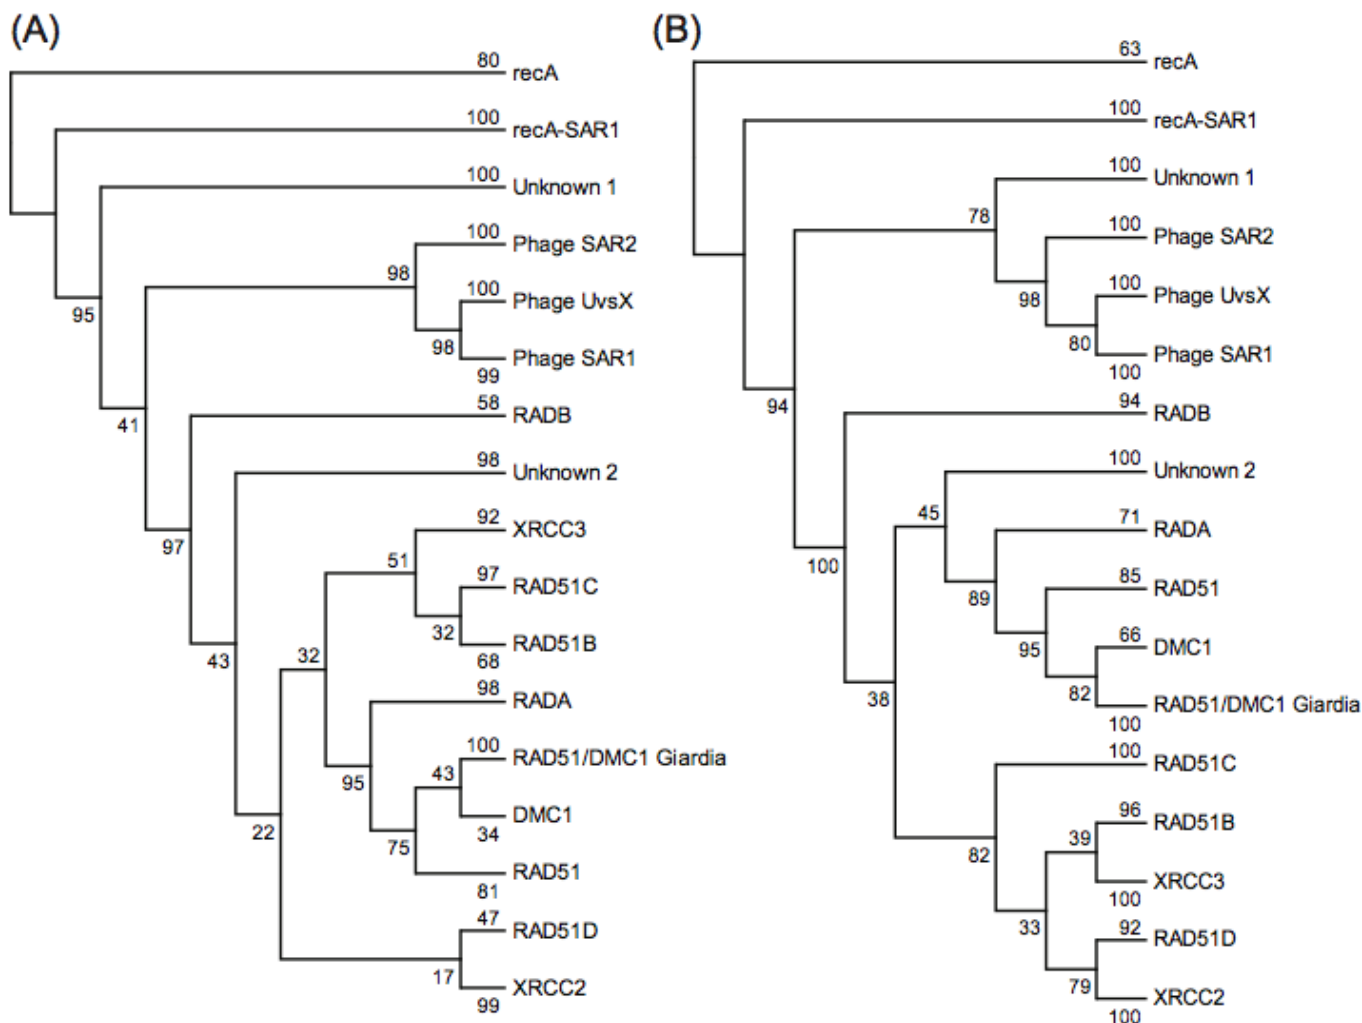 (A)
80
recA
100
recA-SAR1
100
Unknown 1
100
Phage SAR2
98
100
Phage UvsX
95
98
Phage SAR1
99
58
RADB
41
98
Unknown 2
92
XRCC3
97
51
97
RAD51C
32
RAD51B
68
43
32
98
RADA
100
RAD51/DMC1 Giardia
43
95
DMC1
34
22
75
RAD51
81
47
RAD51D
17
XRCC2
99
(B)
63
recA
100
recA-SAR1
100
Unknown 1
78
100
Phage SAR2
100
Phage UvsX
98
80
Phage SAR1
100
94
94
RADB
100
Unknown 2
45
71
RADA
100
85
RAD51
89
66
DMC1
95
82
RAD51/DMC1 Giardia
100
38
100
RAD51C
96
RAD51B
39
82
XRCC3
100
33
92
RAD51D
79
XRCC2
100